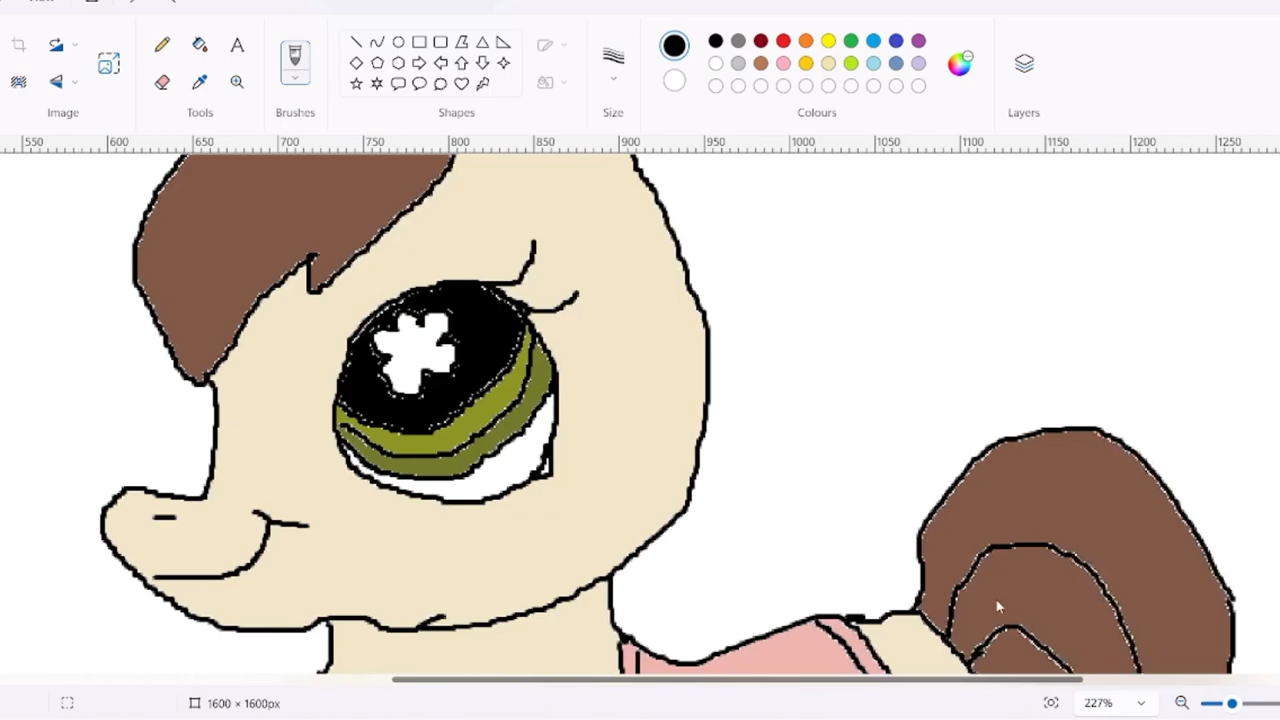 Image
Tools
Brushes
Shapes
Size
Colours
Layers
550 600 650 700 750 800 850 900 950 1000 1050 1100 1150 1200 1250
1600 × 1600px
227%